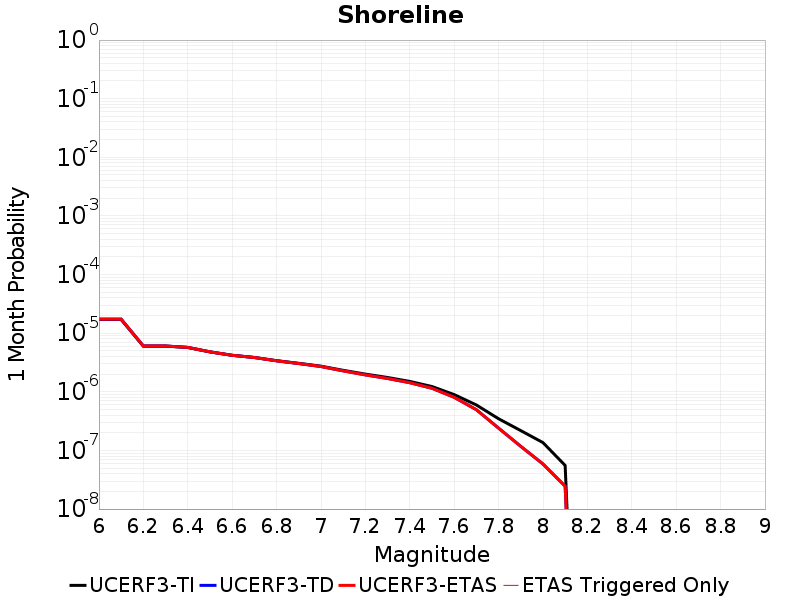 Shoreline
1 Month Probability
10^0
10^-1
10^-2
10^-3
10^-4
10^-5
10^-6
10^-7
10^-8
6 6.2 6.4 6.6 6.8 7 7.2 7.4 7.6 7.8 8 8.2 8.4 8.6 8.8 9
Magnitude
UCERF3-TI UCERF3-TD UCERF3-ETAS ETAS Triggered Only